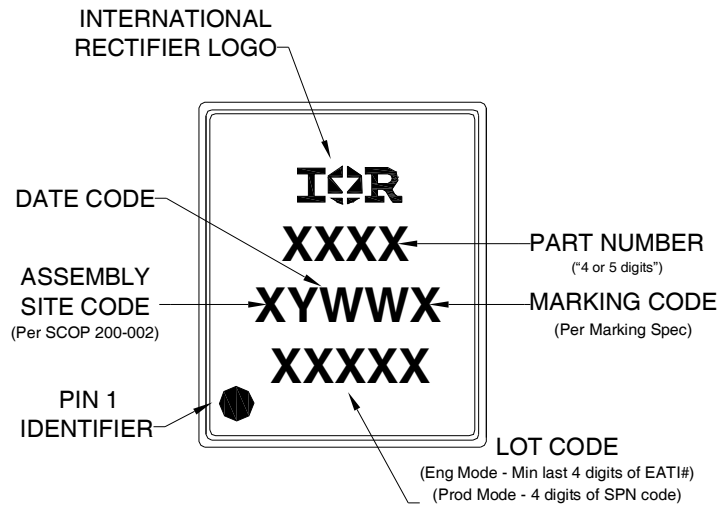 INTERNATIONAL
RECTIFIER LOGO
IOR
DATE CODE
XXXX
PART NUMBER
("4 or 5 digits")
ASSEMBLY
SITE CODE
(Per SCOP 200-002)
XYWWX
MARKING CODE
(Per Marking Spec)
XXXXX
PIN 1
IDENTIFIER
LOT CODE
(Eng Mode - Min last 4 digits of EATI#)
(Prod Mode - 4 digits of SPN code)